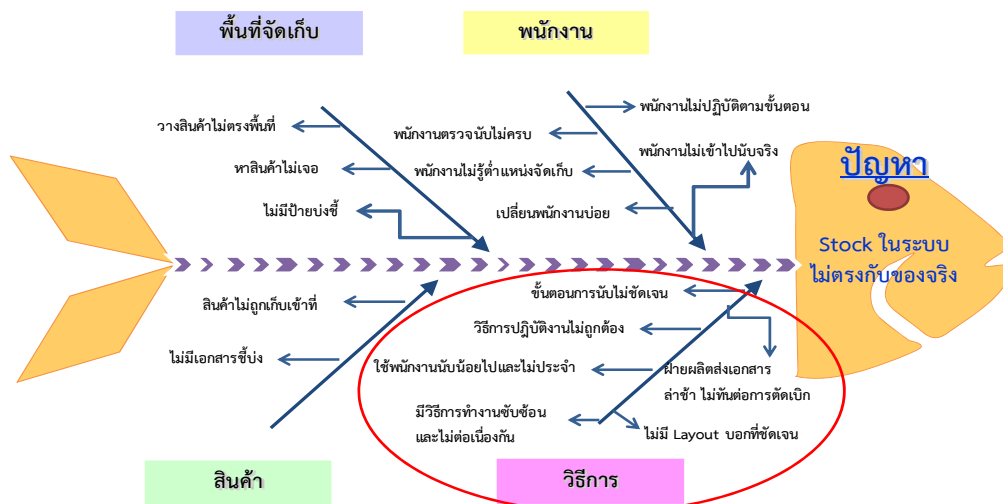 พื้นที่จัดเก็บ
พนักงาน
วางสินค้าไม่ตรงพื้นที่
หาสินค้าไม่เจอ
ไม่มีป้ายบ่งชี้
พนักงานไม่ปฏิบัติตามขั้นตอน
พนักงานตรวจนับไม่ครบ
พนักงานไม่เข้าไปนับจริง
พนักงานไม่รู้ตำแหน่งจัดเก็บ
เปลี่ยนพนักงานบ่อย
ปัญหา
Stock ในระบบ
ไม่ตรงกับของจริง
สินค้าไม่ถูกเก็บเข้าที่
ไม่มีเอกสารชี้บ่ง
ขั้นตอนการนับไม่ชัดเจน
วิธีการปฎิบัติงานไม่ถูกต้อง
ใช้พนักงานนับน้อยไปและไม่ประจำ
ฝ่ายผลิตส่งเอกสาร
ล่าช้า ไม่ทันต่อการตัดเบิก
มีวิธีการทำงานซับซ้อน
และไม่ต่อเนื่องกัน
ไม่มี Layout บอกที่ชัดเจน
สินค้า
วิธีการ